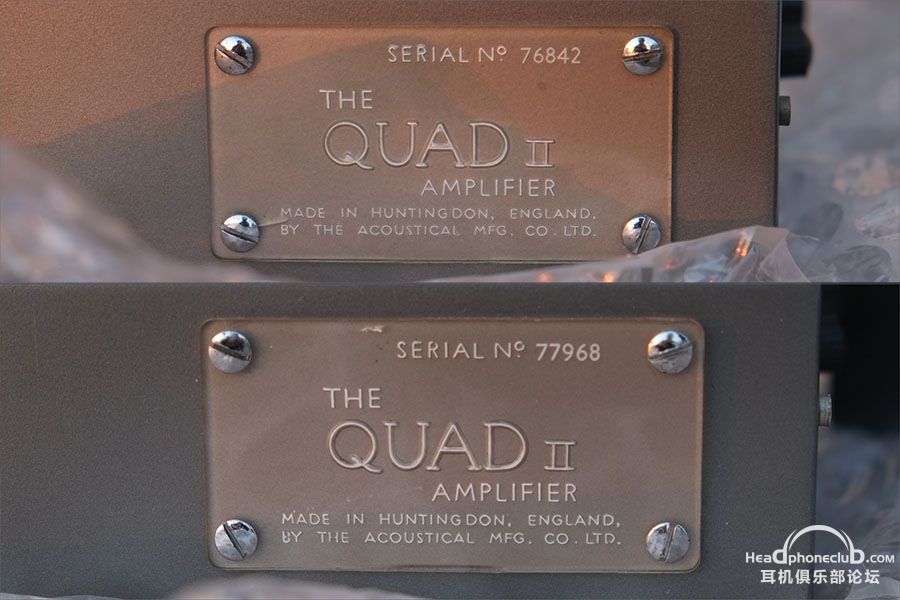 SERIAL Nº 76842
THE
QUAD II
AMPLIFIER
MADE IN HUNTINGDON, ENGLAND.
BY THE ACOUSTICAL MFG. CO. LTD.
SERIAL Nº 77968
THE
QUAD II
AMPLIFIER
MADE IN HUNTINGDON, ENGLAND,
BY THE ACOUSTICAL MFG. CO. LTD.
Headphoneclub.COM
耳机俱乐部论坛